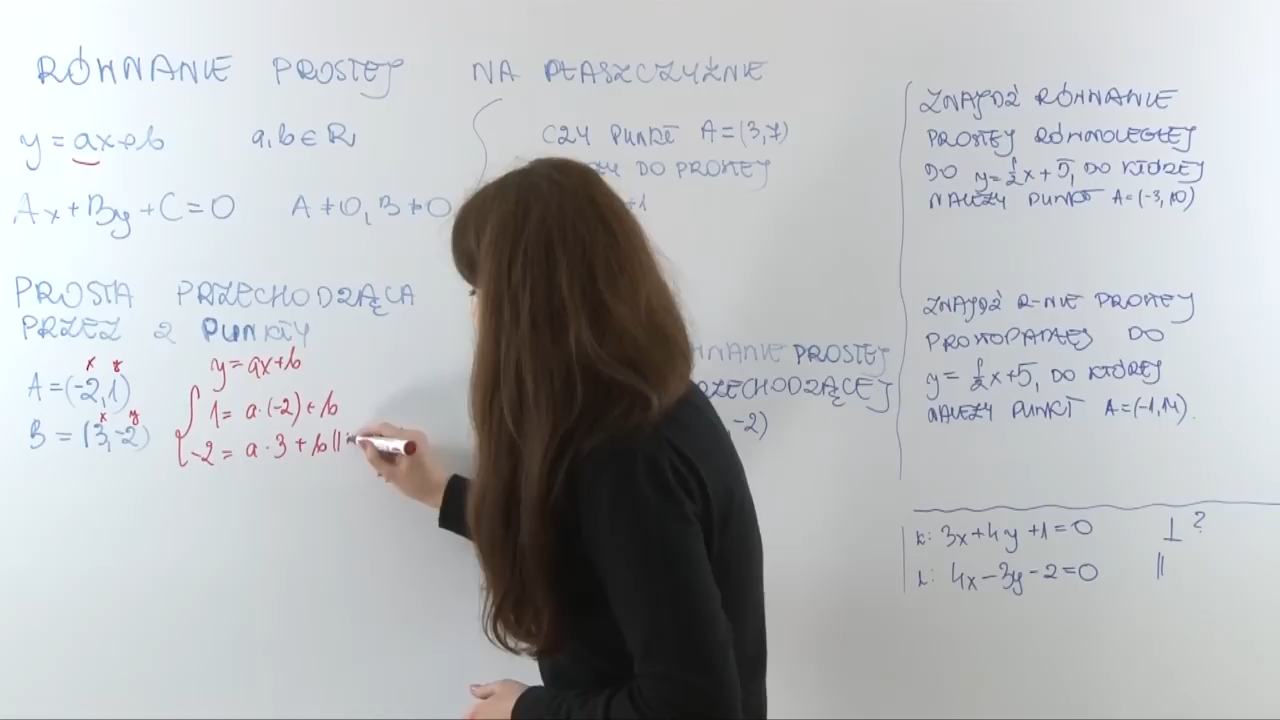 RÓWNANIE PROSTEJ NA PŁASZCZYŹNIE
y = ax+b a,b ∈ R
Ax+By+C=0 A≠0, B≠0
PROSTA PRZECHODZĄCA
PRZEZ 2 PUNKTY
x y
A=(-2,1)
x y
B=(3,-2)
y=ax+b
1= a·(-2)+b
-2= a·3+b ||
CZY PUNKT A=(3,7)
DO PROSTEJ
+1
PROSTEJ
RZECHODZĄCEJ
,-2)
ZNAJDŹ RÓWNANIE
PROSTEJ RÓWNOLEGŁEJ
DO y=1/2x+5, DO KTÓREJ
NALEŻY PUNKT A=(-3,10)
ZNAJDŹ R-NIE PROSTEJ
PROSTOPADŁEJ DO
y=1/2x+5, DO KTÓREJ
NALEŻY PUNKT A=(-1,14).
k: 3x+4y+1=0 ⊥ ?
l: 4x-3y-2=0 ||